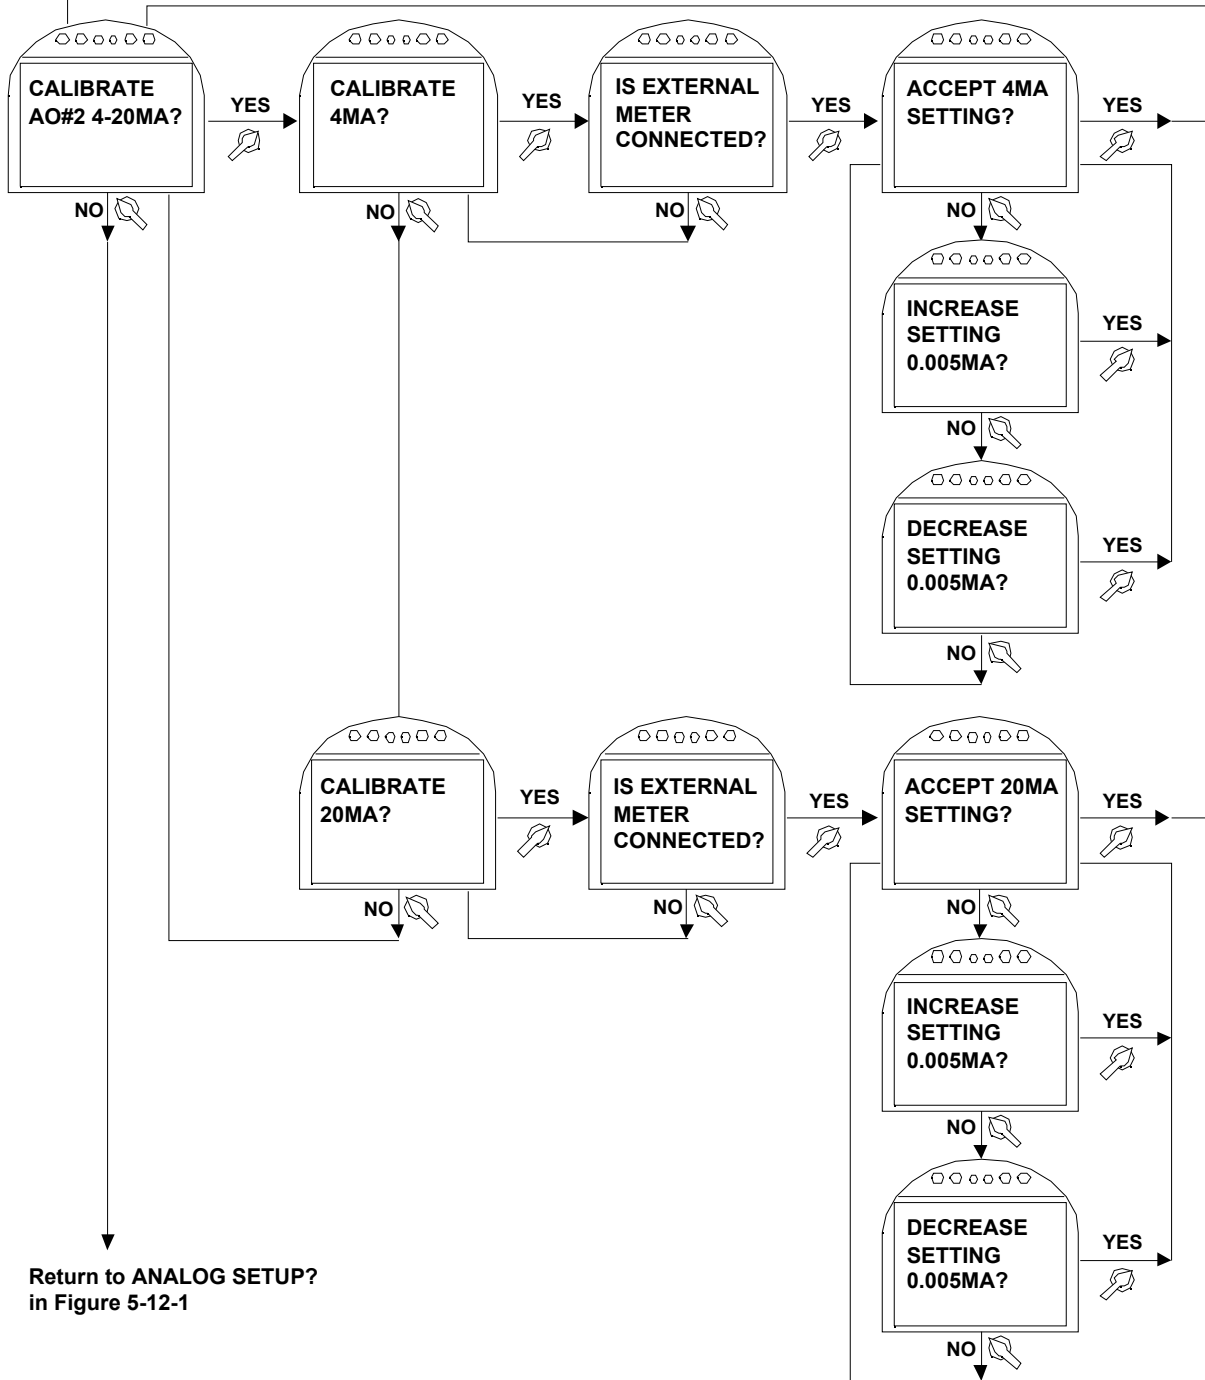 CALIBRATE
AO#2 4-20MA?
YES
NO
CALIBRATE
4MA?
YES
NO
IS EXTERNAL
METER
CONNECTED?
YES
NO
ACCEPT 4MA
SETTING?
YES
NO
INCREASE
SETTING
0.005MA?
YES
NO
DECREASE
SETTING
0.005MA?
YES
NO
CALIBRATE
20MA?
YES
NO
IS EXTERNAL
METER
CONNECTED?
YES
NO
ACCEPT 20MA
SETTING?
YES
NO
INCREASE
SETTING
0.005MA?
YES
NO
DECREASE
SETTING
0.005MA?
YES
NO
Return to ANALOG SETUP?
in Figure 5-12-1